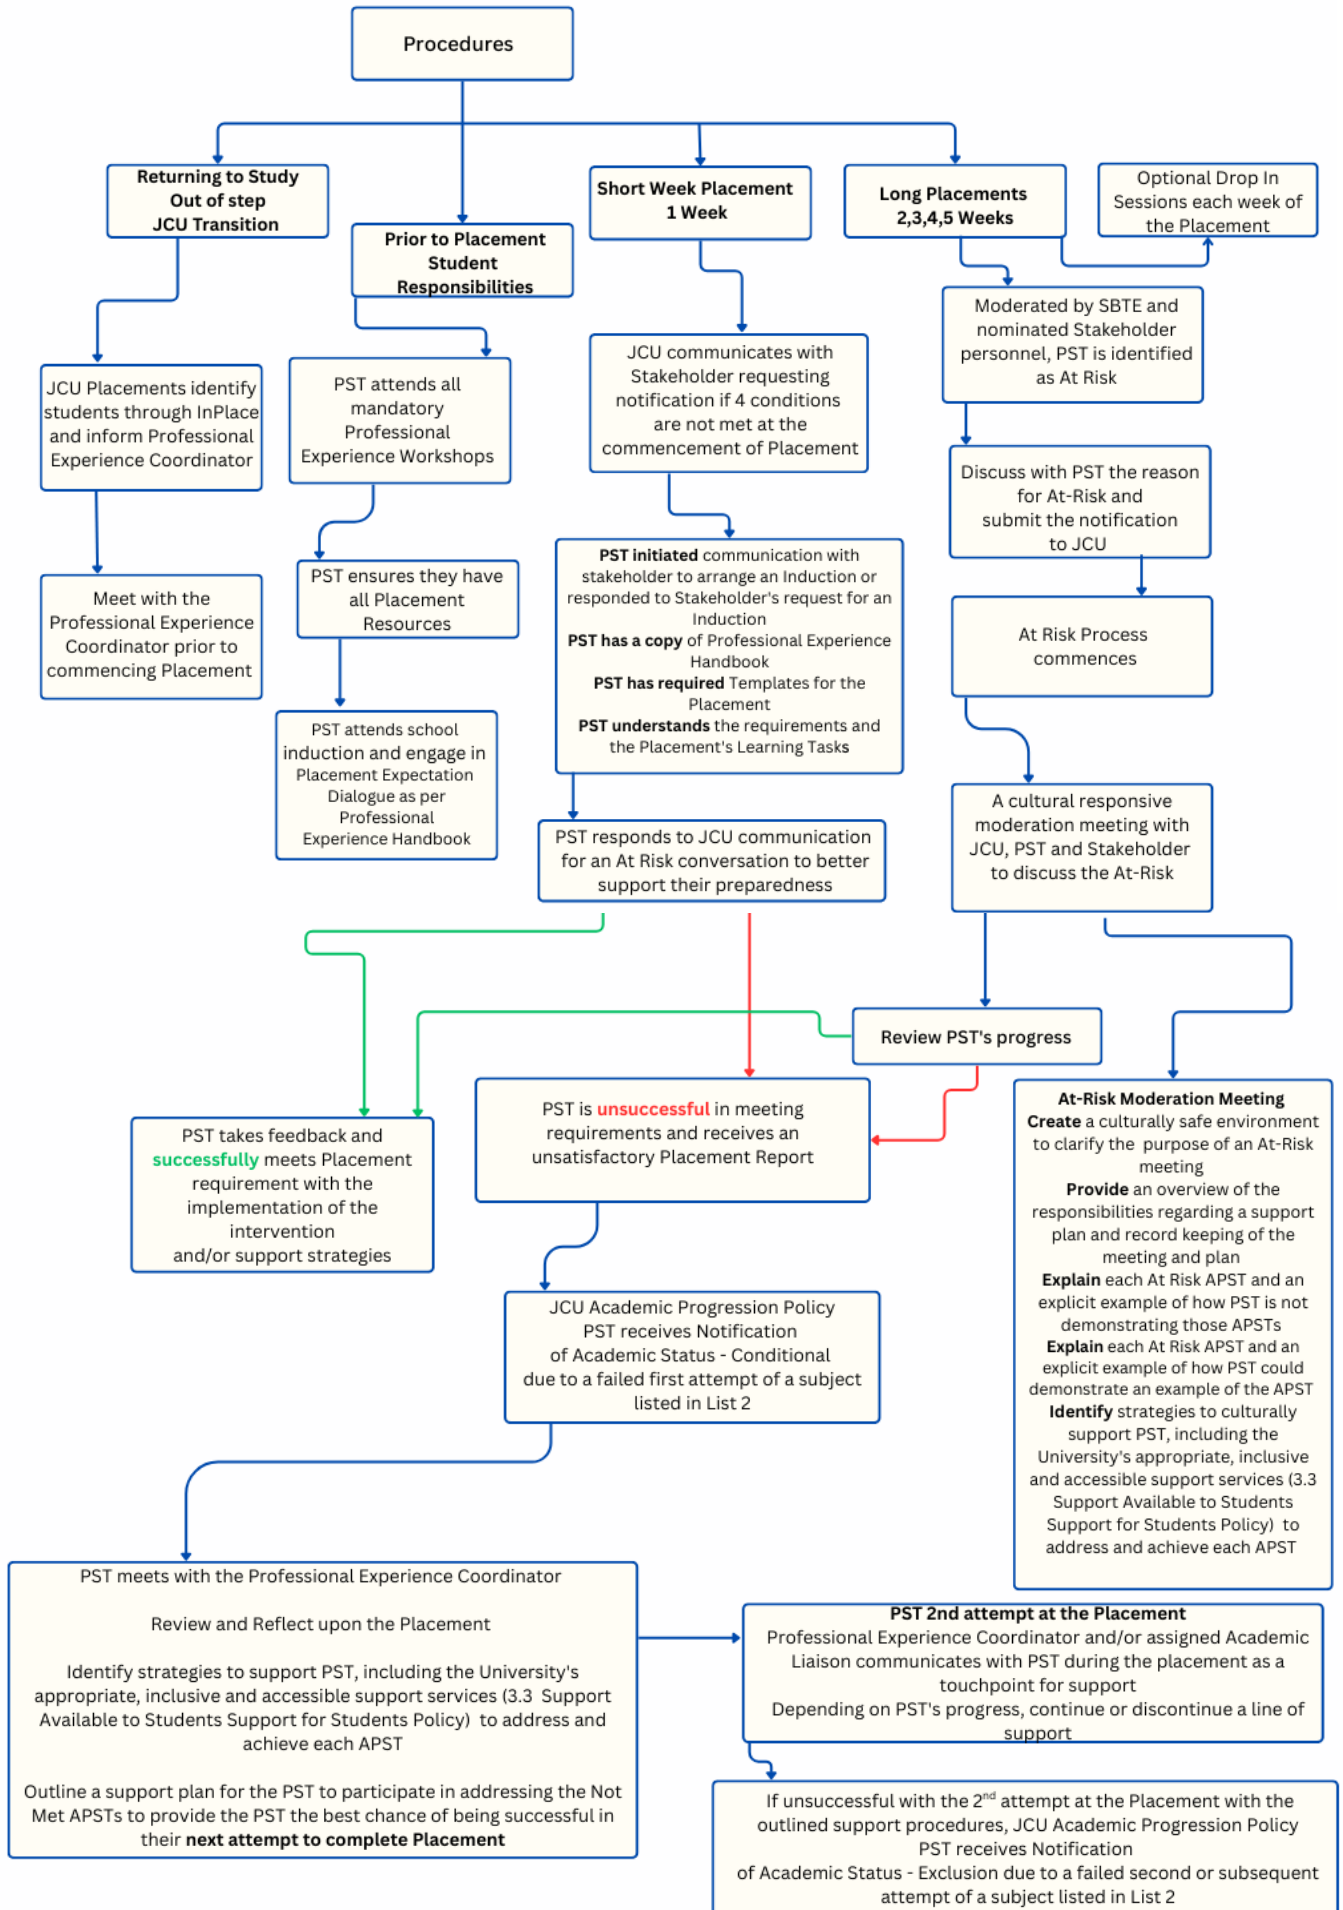 Procedures
Returning to Study
Out of step
JCU Transition
Prior to Placement
Student
Responsibilities
Short Week Placement
1 Week
Long Placements
2,3,4,5 Weeks
Optional Drop In
Sessions each week of
the Placement
JCU Placements identify
students through InPlace
and inform Professional
Experience Coordinator
Meet with the
Professional Experience
Coordinator prior to
commencing Placement
PST attends all
mandatory
Professional
Experience Workshops
PST ensures they have
all Placement
Resources
PST attends school
induction and engage in
Placement Expectation
Dialogue as per
Professional
Experience Handbook
JCU communicates with
Stakeholder requesting
notification if 4 conditions
are not met at the
commencement of Placement
PST initiated communication with
stakeholder to arrange an Induction or
responded to Stakeholder's request for an
Induction
PST has a copy of Professional Experience
Handbook
PST has required Templates for the
Placement
PST understands the requirements and
the Placement's Learning Tasks
PST responds to JCU communication
for an At Risk conversation to better
support their preparedness
Moderated by SBTE and
nominated Stakeholder
personnel, PST is identified
as At Risk
Discuss with PST the reason
for At-Risk and
submit the notification
to JCU
At Risk Process
commences
A cultural responsive
moderation meeting with
JCU, PST and Stakeholder
to discuss the At-Risk
Review PST's progress
At-Risk Moderation Meeting
Create a culturally safe environment
to clarify the purpose of an At-Risk
meeting
Provide an overview of the
responsibilities regarding a support
plan and record keeping of the
meeting and plan
Explain each At Risk APST and an
explicit example of how PST is not
demonstrating those APSTs
Explain each At Risk APST and an
explicit example of how PST could
demonstrate an example of the APST
Identify strategies to culturally
support PST, including the
University's appropriate, inclusive
and accessible support services (3.3
Support Available to Students
Support for Students Policy) to
address and achieve each APST
PST takes feedback and
successfully meets Placement
requirement with the
implementation of the
intervention
and/or support strategies
PST is unsuccessful in meeting
requirements and receives an
unsatisfactory Placement Report
JCU Academic Progression Policy
PST receives Notification
of Academic Status - Conditional
due to a failed first attempt of a subject
listed in List 2
PST meets with the Professional Experience Coordinator
Review and Reflect upon the Placement
Identify strategies to support PST, including the University's
appropriate, inclusive and accessible support services (3.3 Support
Available to Students Support for Students Policy) to address and
achieve each APST
Outline a support plan for the PST to participate in addressing the Not
Met APSTs to provide the PST the best chance of being successful in
their next attempt to complete Placement
PST 2nd attempt at the Placement
Professional Experience Coordinator and/or assigned Academic
Liaison communicates with PST during the placement as a
touchpoint for support
Depending on PST's progress, continue or discontinue a line of
support
If unsuccessful with the 2nd attempt at the Placement with the
outlined support procedures, JCU Academic Progression Policy
PST receives Notification
of Academic Status - Exclusion due to a failed second or subsequent
attempt of a subject listed in List 2